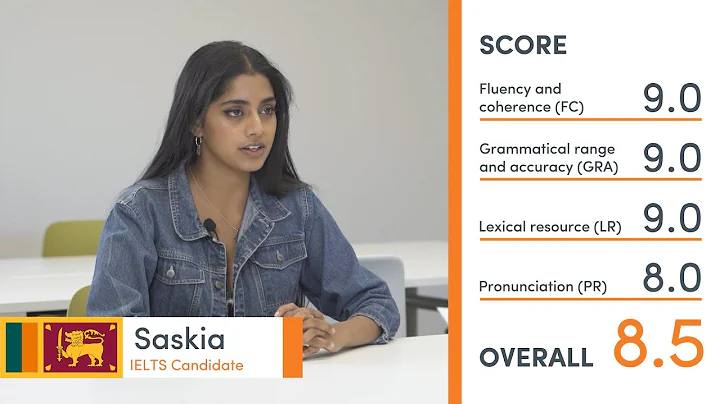 SCORE
Fluency and
coherence (FC) 9.0
Grammatical range
and accuracy (GRA) 9.0
Lexical resource (LR) 9.0
Pronunciation (PR) 8.0
OVERALL 8.5
Saskia
IELTS Candidate